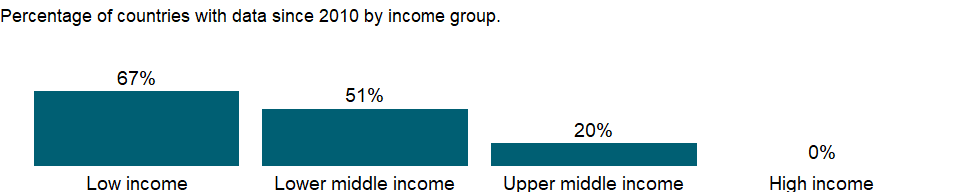 Percentage of countries with data since 2010 by income group.
67%
51%
20%
0%
Low income
Lower middle income
Upper middle income
High income